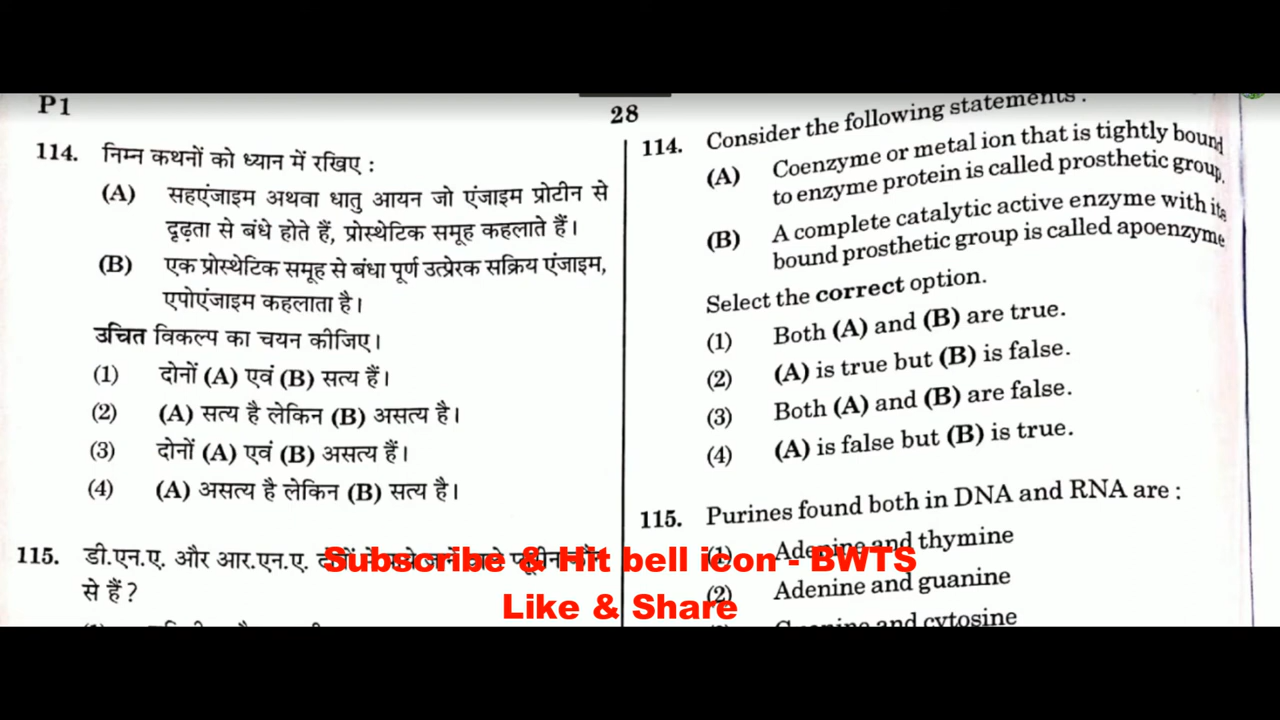 P1
28
114. निम्न कथनों को ध्यान में रखिए :
(A) सहएंजाइम अथवा धातु आयन जो एंजाइम प्रोटीन से
दृढ़ता से बंधे होते हैं, प्रोस्थेटिक समूह कहलाते हैं।
(B) एक प्रोस्थेटिक समूह से बंधा पूर्ण उत्प्रेरक सक्रिय एंजाइम,
एपोएंजाइम कहलाता है।
उचित विकल्प का चयन कीजिए।
(1) दोनों (A) एवं (B) सत्य हैं।
(2) (A) सत्य है लेकिन (B) असत्य है।
(3) दोनों (A) एवं (B) असत्य हैं।
(4) (A) असत्य है लेकिन (B) सत्य है।
115. डी.एन.ए. और आर.एन.ए.
से हैं ?
114. Consider the following statements :
(A) Coenzyme or metal ion that is tightly bound
to enzyme protein is called prosthetic group.
(B) A complete catalytic active enzyme with its
bound prosthetic group is called apoenzyme
Select the correct option.
(1) Both (A) and (B) are true.
(2) (A) is true but (B) is false.
(3) Both (A) and (B) are false.
(4) (A) is false but (B) is true.
115. Purines found both in DNA and RNA are :
(1) Adenine and thymine
(2) Adenine and guanine
and cytosine
Subscribe & Hit bell icon - BWTS
Like & Share